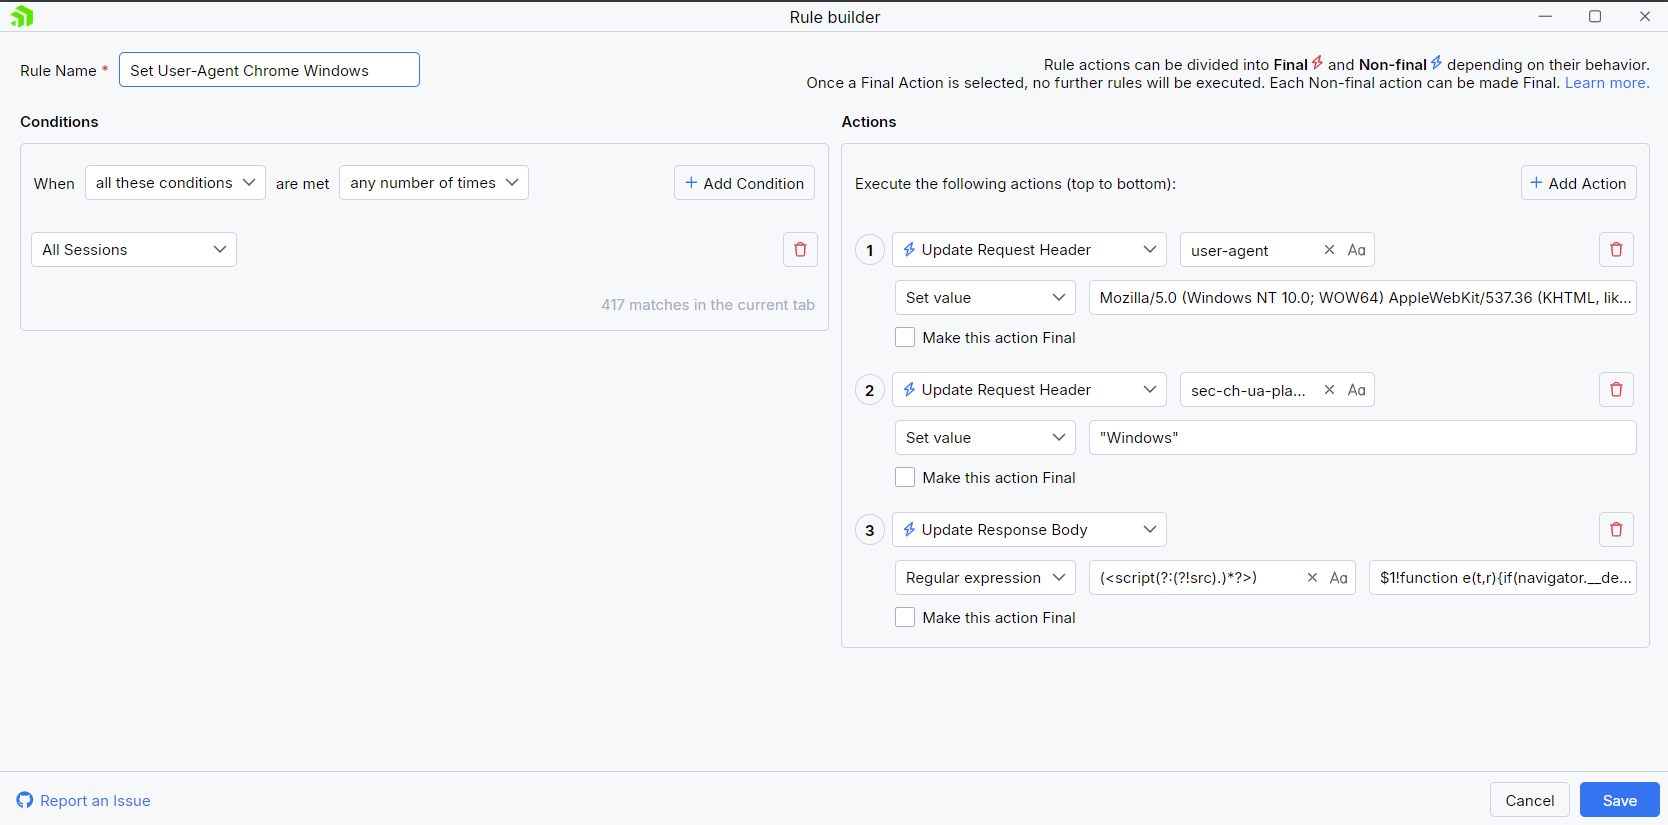 Rule builder
Rule Name *
Set User-Agent Chrome Windows
Rule actions can be divided into Final and Non-final depending on their behavior.
Once a Final Action is selected, no further rules will be executed. Each Non-final action can be made Final. Learn more.
Conditions
When all these conditions are met any number of times + Add Condition
All Sessions
417 matches in the current tab
Actions
Execute the following actions (top to bottom): + Add Action
1 Update Request Header user-agent Aa
Set value Mozilla/5.0 (Windows NT 10.0; WOW64) AppleWebKit/537.36 (KHTML, lik...
Make this action Final
2 Update Request Header sec-ch-ua-pla... Aa
Set value "Windows"
Make this action Final
3 Update Response Body
Regular expression (<script(?:(?!src).)*?>) Aa $1!function e(t,r){if(navigator.__de...
Make this action Final
Report an Issue
Cancel Save